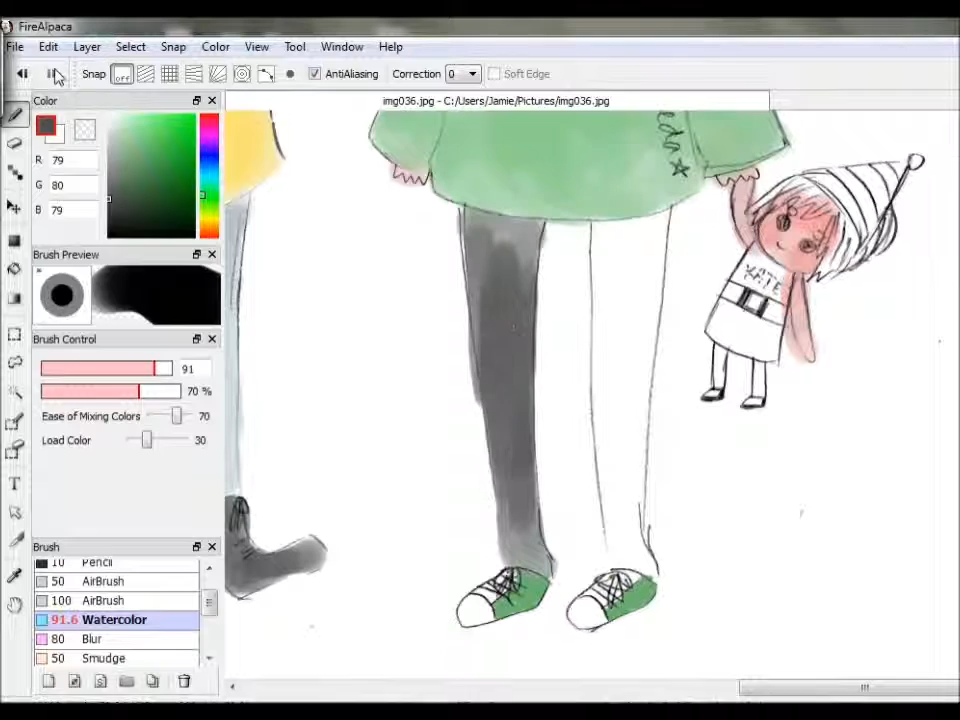 FireAlpaca
File Edit Layer Select Snap Color View Tool Window Help
Snap off AntiAliasing Correction 0 Soft Edge
Color
img036.jpg - C:/Users/Jamie/Pictures/img036.jpg
R 79
G 80
B 79
Brush Preview
KATE
Brush Control
91
70 %
Ease of Mixing Colors 70
Load Color 30
T
Brush
10 Pencil
50 AirBrush
100 AirBrush
91.6 Watercolor
80 Blur
50 Smudge